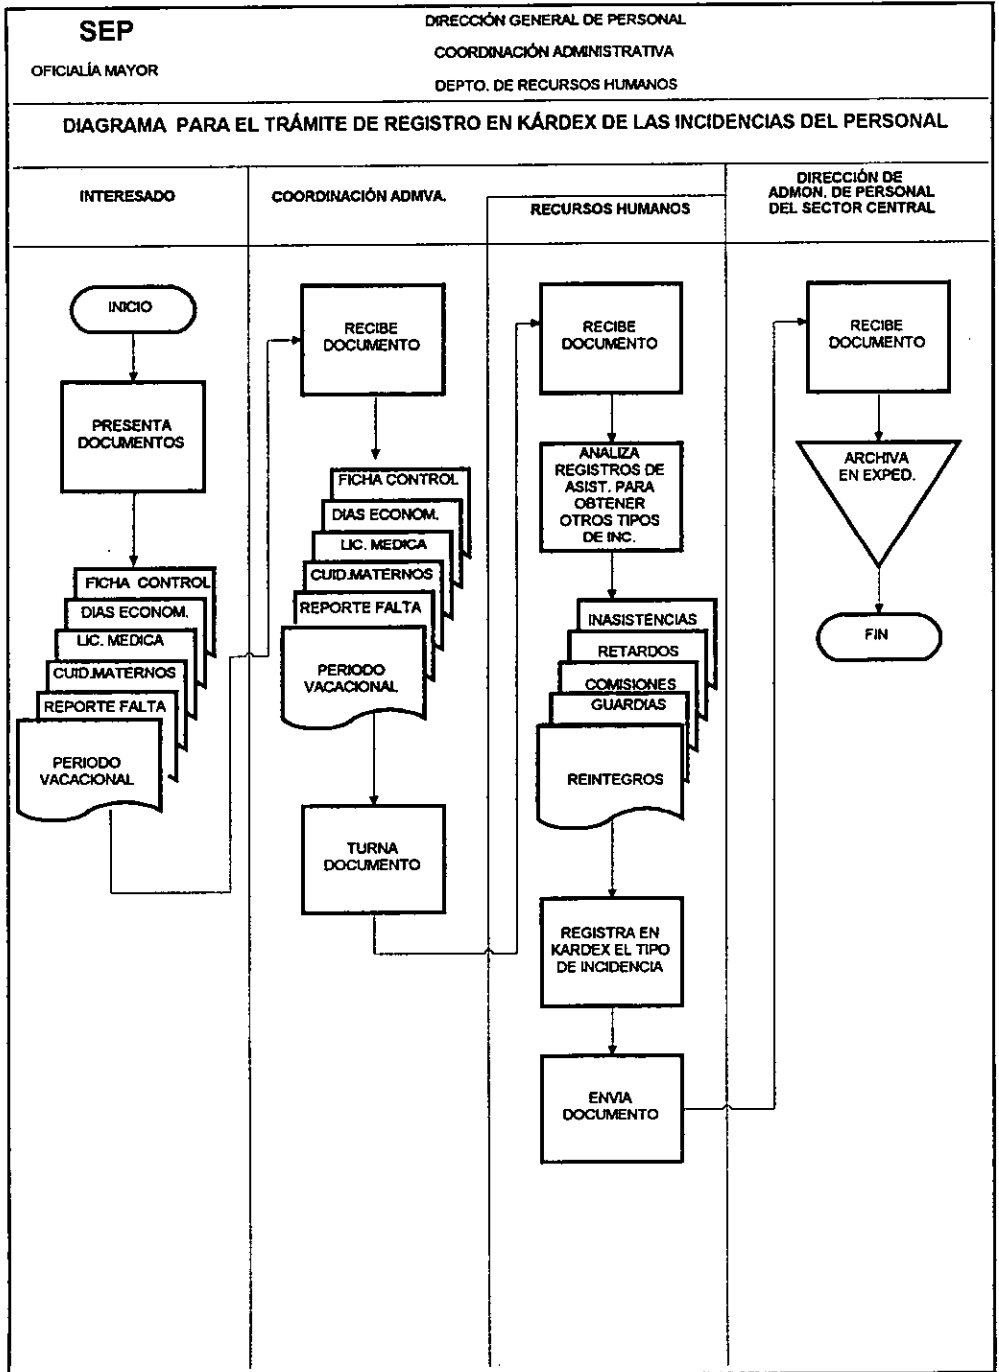 SEP
OFICIALÍA MAYOR
DIRECCIÓN GENERAL DE PERSONAL
COORDINACIÓN ADMINISTRATIVA
DEPTO. DE RECURSOS HUMANOS
DIAGRAMA PARA EL TRÁMITE DE REGISTRO EN KÁRDEX DE LAS INCIDENCIAS DEL PERSONAL
INTERESADO
COORDINACIÓN ADMVA.
RECURSOS HUMANOS
DIRECCIÓN DE
ADMON. DE PERSONAL
DEL SECTOR CENTRAL
INICIO
PRESENTA
DOCUMENTOS
FICHA CONTROL
DIAS ECONOM.
LIC. MEDICA
CUID.MATERNOS
REPORTE FALTA
PERIODO
VACACIONAL
RECIBE
DOCUMENTO
FICHA CONTROL
DIAS ECONOM.
LIC. MEDICA
CUID.MATERNOS
REPORTE FALTA
PERIODO
VACACIONAL
TURNA
DOCUMENTO
RECIBE
DOCUMENTO
ANALIZA
REGISTROS DE
ASIST. PARA
OBTENER
OTROS TIPOS
DE INC.
INASISTENCIAS
RETARDOS
COMISIONES
GUARDIAS
REINTEGROS
REGISTRA EN
KARDEX EL TIPO
DE INCIDENCIA
ENVIA
DOCUMENTO
RECIBE
DOCUMENTO
ARCHIVA
EN EXPED.
FIN